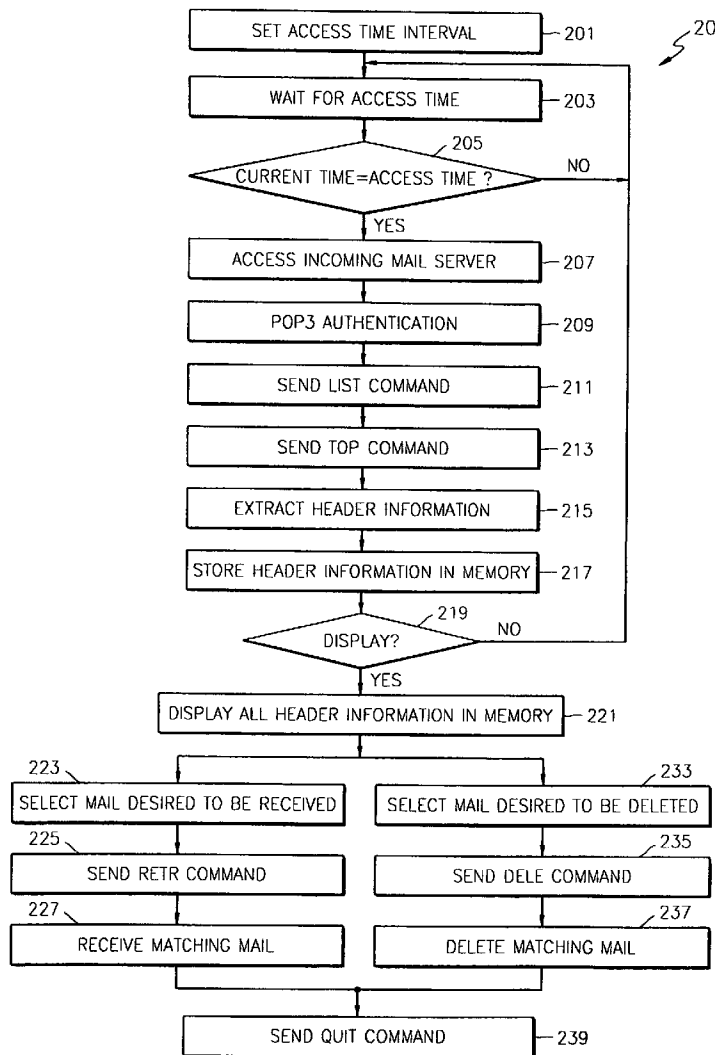 SET ACCESS TIME INTERVAL 201
20
WAIT FOR ACCESS TIME 203
205
CURRENT TIME=ACCESS TIME ? NO
YES
ACCESS INCOMING MAIL SERVER 207
POP3 AUTHENTICATION 209
SEND LIST COMMAND 211
SEND TOP COMMAND 213
EXTRACT HEADER INFORMATION 215
STORE HEADER INFORMATION IN MEMORY 217
219
DISPLAY? NO
YES
DISPLAY ALL HEADER INFORMATION IN MEMORY 221
223 233
SELECT MAIL DESIRED TO BE RECEIVED SELECT MAIL DESIRED TO BE DELETED
225 235
SEND RETR COMMAND SEND DELE COMMAND
227 237
RECEIVE MATCHING MAIL DELETE MATCHING MAIL
SEND QUIT COMMAND 239